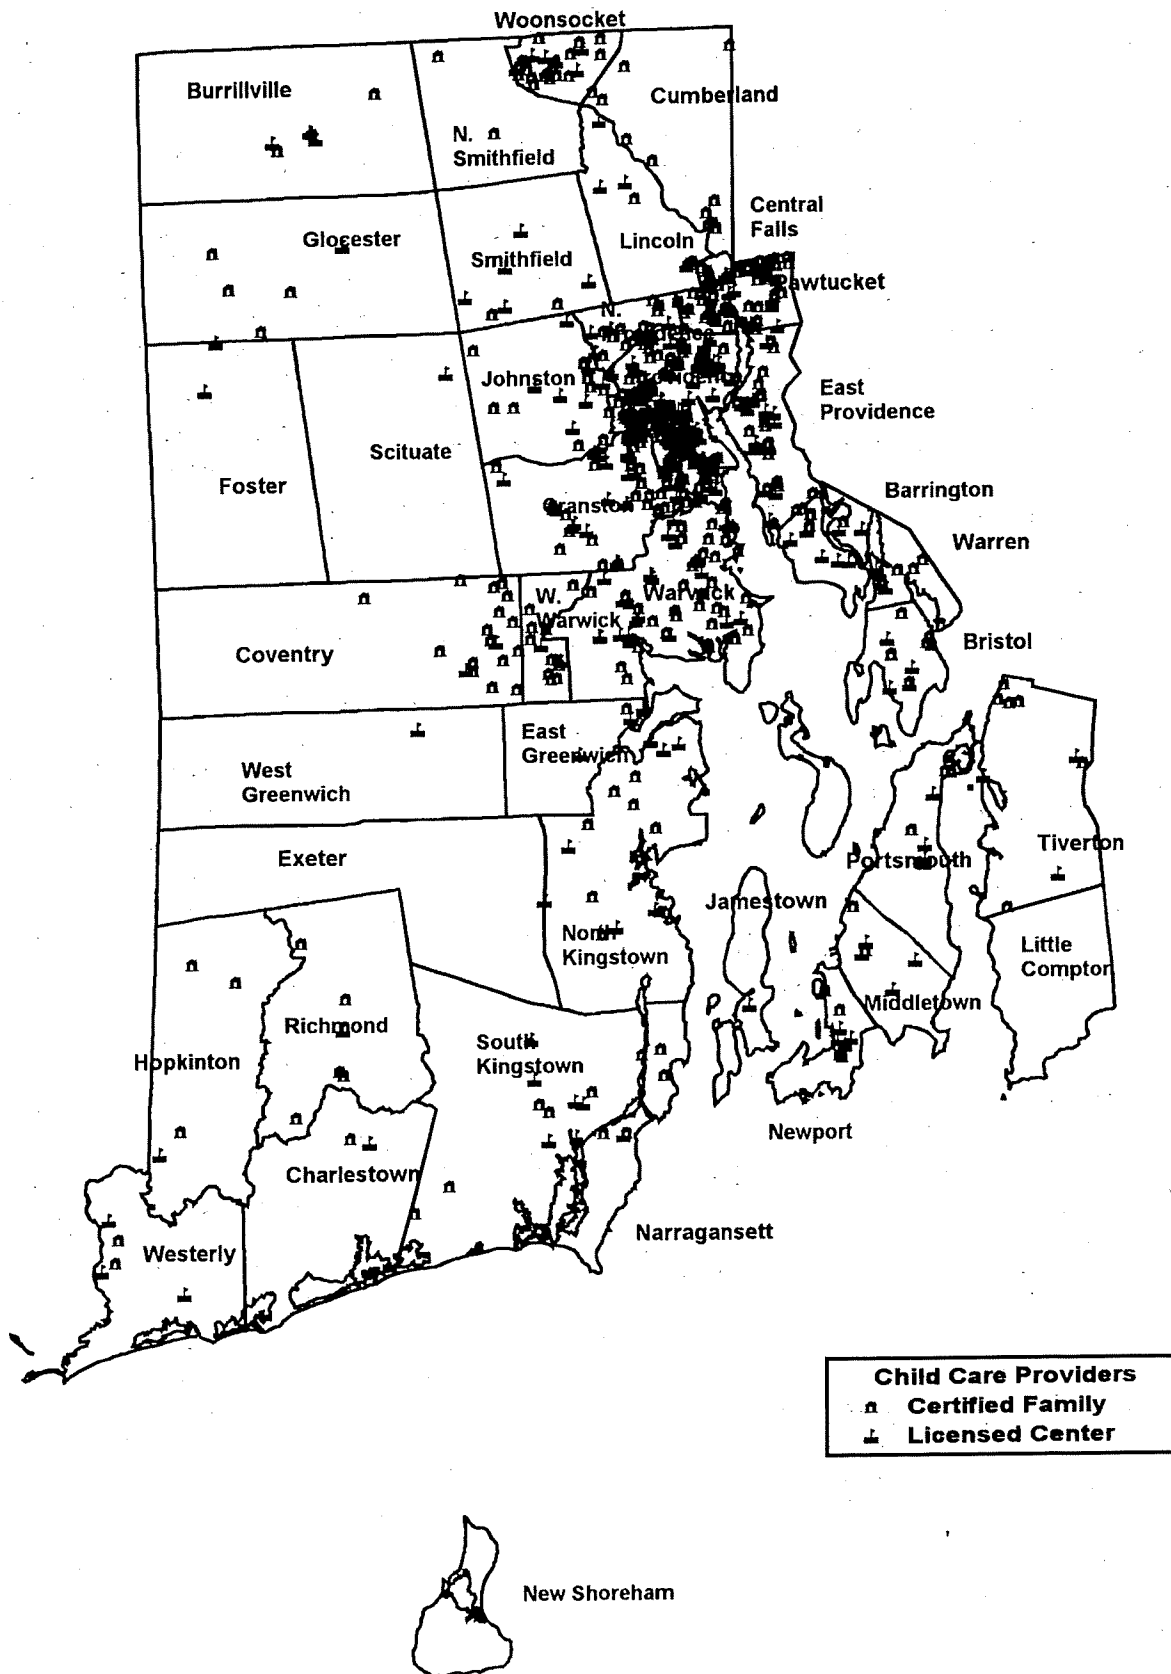 Woonsocket
Burrillville
Cumberland
N.
Smithfield
Central
Falls
Glocester
Lincoln
Smithfield
Pawtucket
N.
Providence
Providence
Johnston
East
Providence
Scituate
Foster
Barrington
Cranston
Warren
W.
Warwick
Warwick
Coventry
Bristol
East
Greenwich
West
Greenwich
Exeter
Tiverton
Portsmouth
Jamestown
North
Kingstown
Little
Compton
Middletown
Richmond
South
Kingstown
Hopkinton
Newport
Charlestown
Narragansett
Westerly
Child Care Providers
Certified Family
Licensed Center
New Shoreham